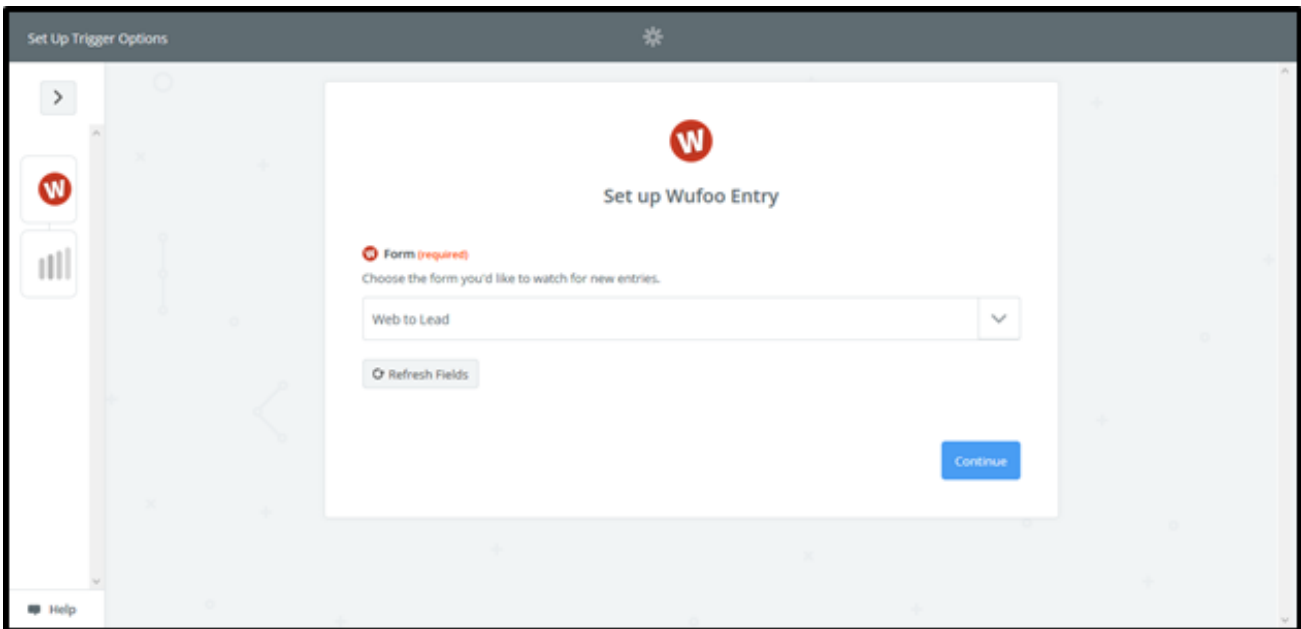 Set Up Trigger Options
W
Set up Wufoo Entry
W Form (required)
Choose the form you'd like to watch for new entries.
Web to Lead
Refresh Fields
Continue
W
Help